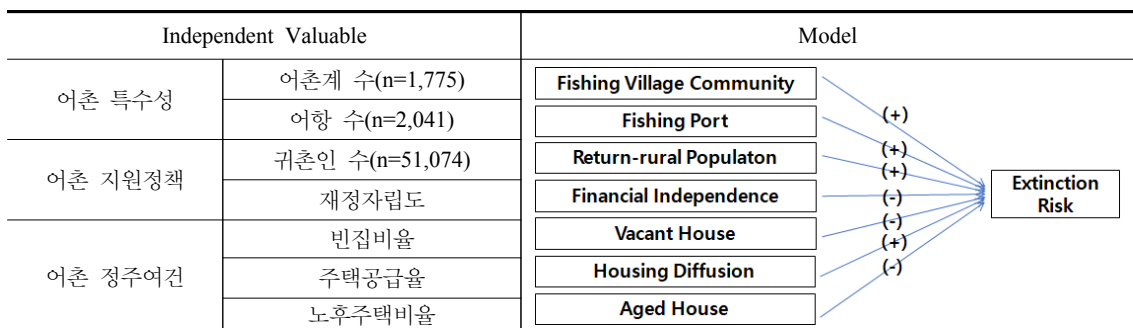 Independent Valuable
Model
어촌 특수성
어촌계 수(n=1,775)
어항 수(n=2,041)
어촌 지원정책
귀촌인 수(n=51,074)
재정자립도
어촌 정주여건
빈집비율
주택공급율
노후주택비율
Fishing Village Community
Fishing Port
Return-rural Populaton
Financial Independence
Vacant House
Housing Diffusion
Aged House
(+)
(+)
(+)
(-)
(-)
(+)
(-)
Extinction
Risk